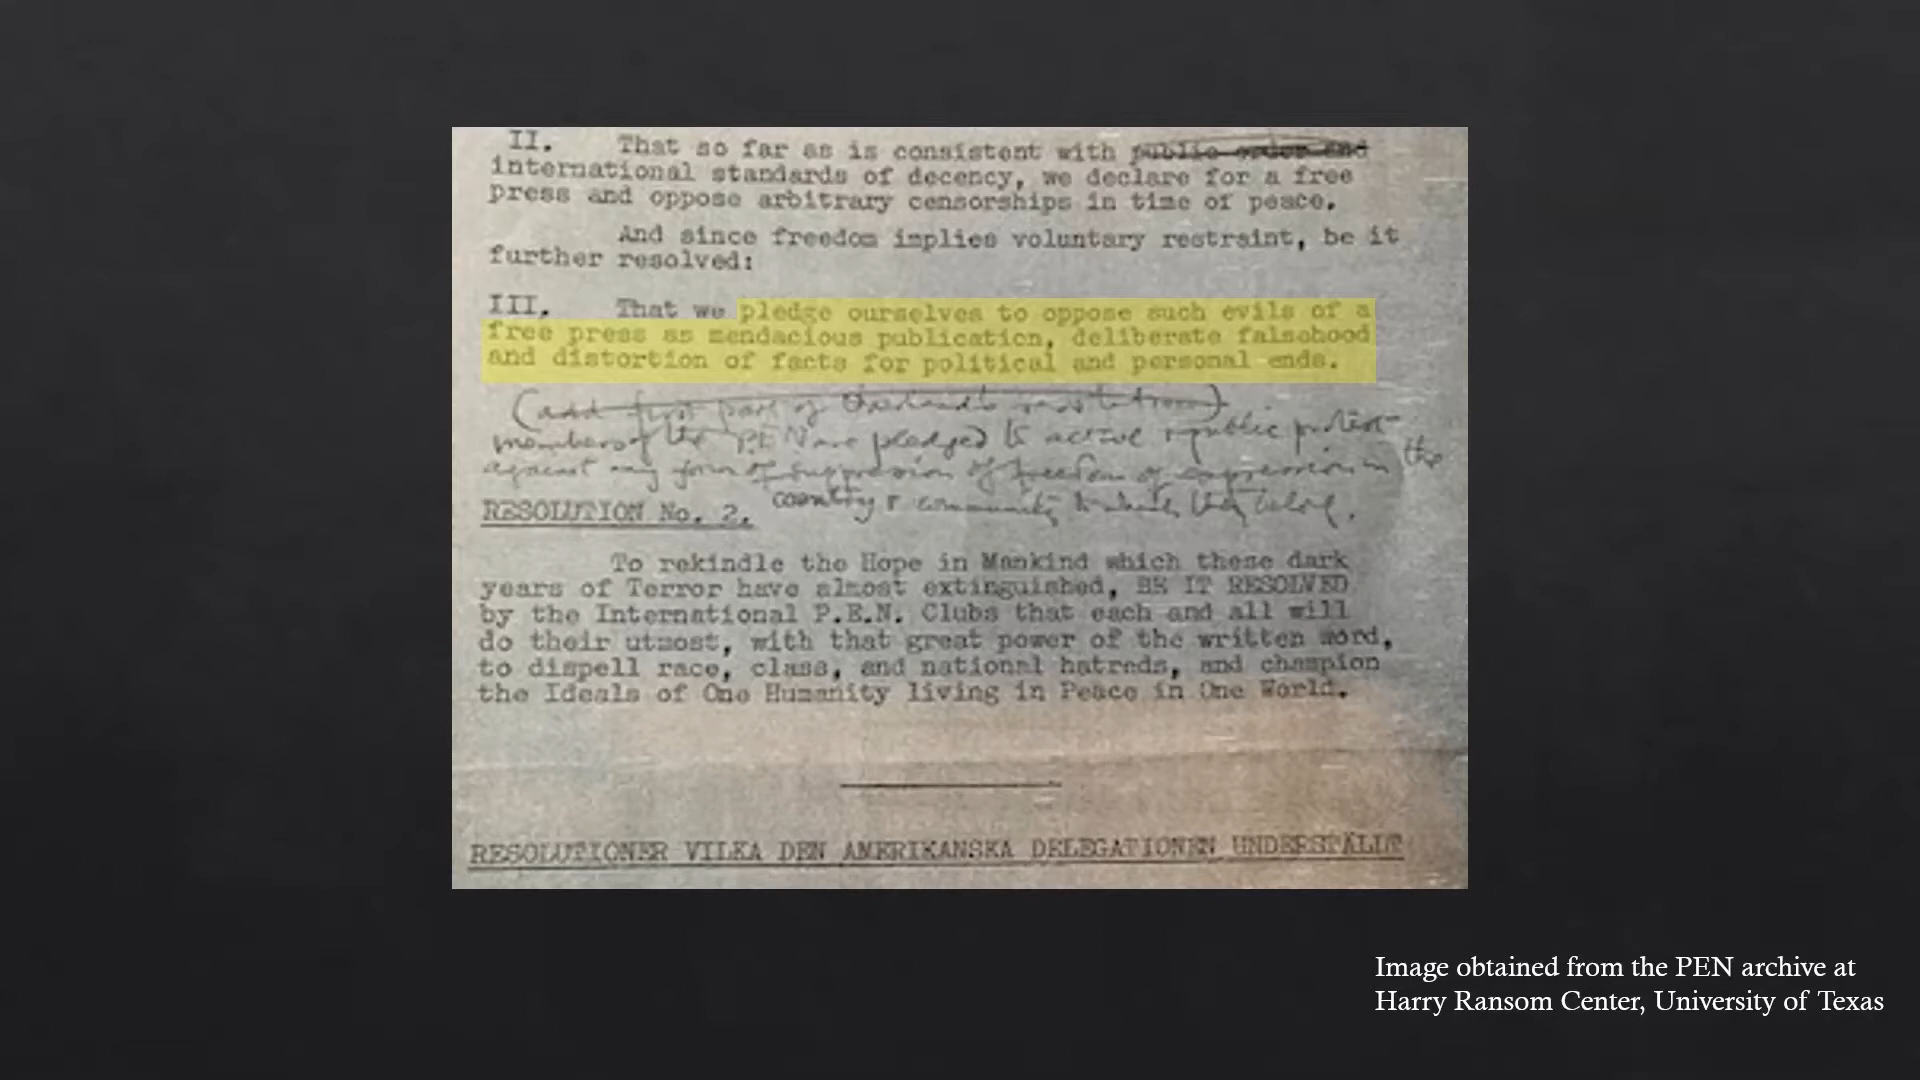 II. That so far as is consistent with public order and
international standards of decency, we declare for a free
press and oppose arbitrary censorships in time of peace.
And since freedom implies voluntary restraint, be it
further resolved:
III. That we pledge ourselves to oppose such evils of a
free press as mendacious publication, deliberate falsehood
and distortion of facts for political and personal ends.
(add first part of
members of the PEN are pledged to active & public protest
against any form of suppression of freedom of expression in the
country & community to which they belong.
RESOLUTION No. 2.
To rekindle the Hope in Mankind which these dark
years of Terror have almost extinguished, BE IT RESOLVED
by the International P.E.N. Clubs that each and all will
do their utmost, with that great power of the written word,
to dispell race, class, and national hatreds, and champion
the Ideals of One Humanity living in Peace in One World.
RESOLUTIONER VILKA DEN AMERIKANSKA DELEGATIONEN UNDERSTÄLLT
Image obtained from the PEN archive at
Harry Ransom Center, University of Texas